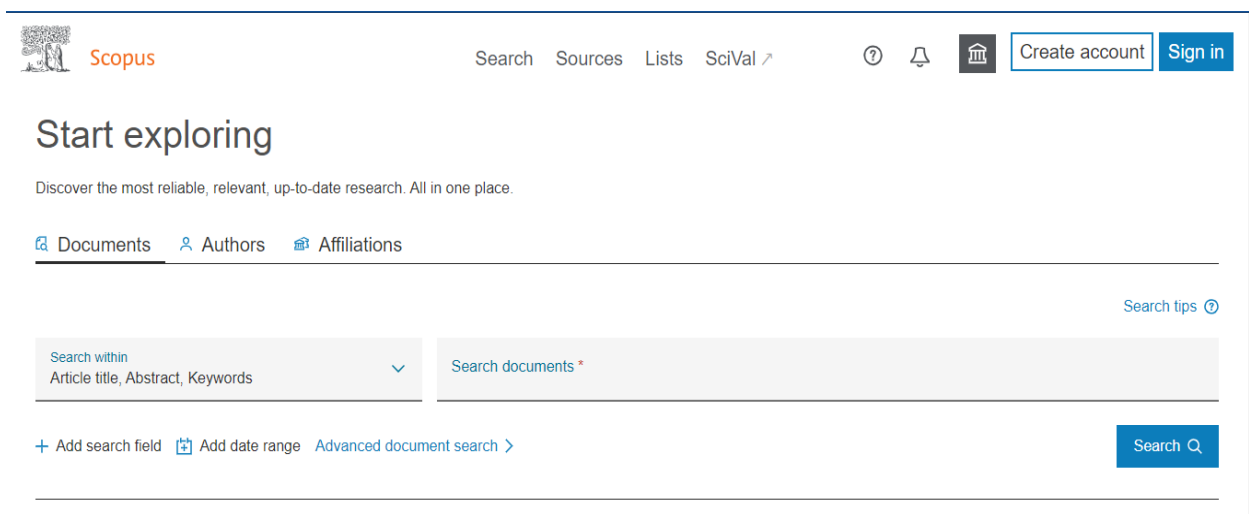 Scopus
Search Sources Lists SciVal ↗
Create account Sign in
Start exploring
Discover the most reliable, relevant, up-to-date research. All in one place.
Documents Authors Affiliations
Search tips
Search within
Article title, Abstract, Keywords
Search documents *
+ Add search field Add date range Advanced document search >
Search